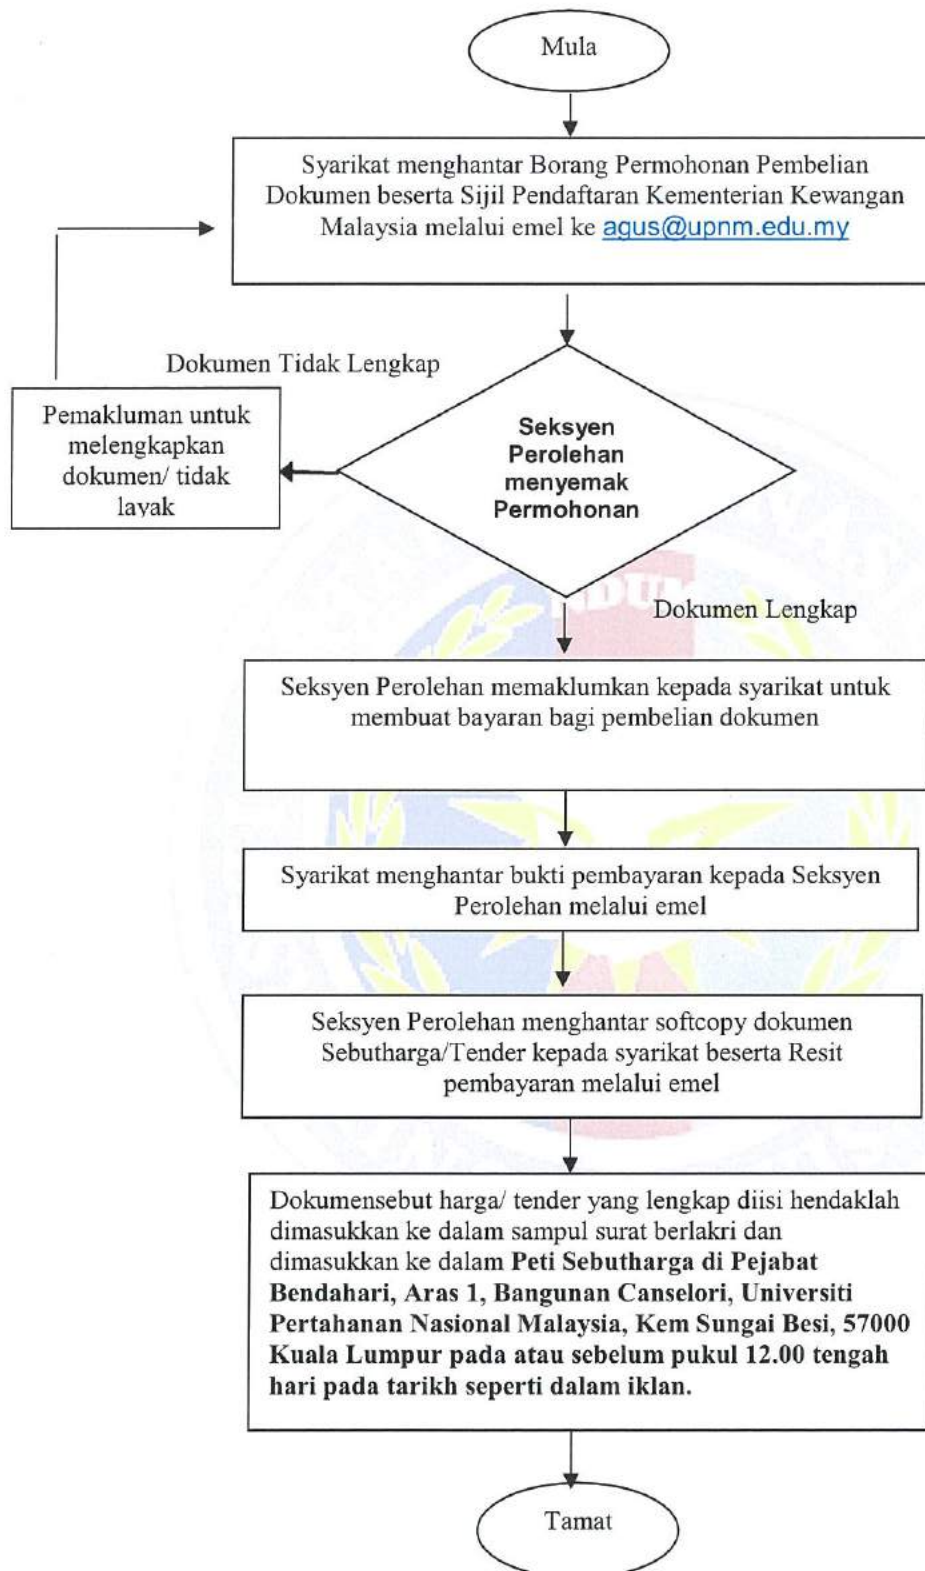 Mula
Syarikat menghantar Borang Permohonan Pembelian
Dokumen beserta Sijil Pendaftaran Kementerian Kewangan
Malaysia melalui emel ke agus@upnm.edu.my
Dokumen Tidak Lengkap
Pemakluman untuk
melengkapkan
dokumen/ tidak
layak
Seksyen
Perolehan
menyemak
Permohonan
Dokumen Lengkap
Seksyen Perolehan memaklumkan kepada syarikat untuk
membuat bayaran bagi pembelian dokumen
Syarikat menghantar bukti pembayaran kepada Seksyen
Perolehan melalui emel
Seksyen Perolehan menghantar softcopy dokumen
Sebutharga/Tender kepada syarikat beserta Resit
pembayaran melalui emel
Dokumensebut harga/ tender yang lengkap diisi hendaklah
dimasukkan ke dalam sampul surat berlakri dan
dimasukkan ke dalam Peti Sebutharga di Pejabat
Bendahari, Aras 1, Bangunan Canselori, Universiti
Pertahanan Nasional Malaysia, Kem Sungai Besi, 57000
Kuala Lumpur pada atau sebelum pukul 12.00 tengah
hari pada tarikh seperti dalam iklan.
Tamat